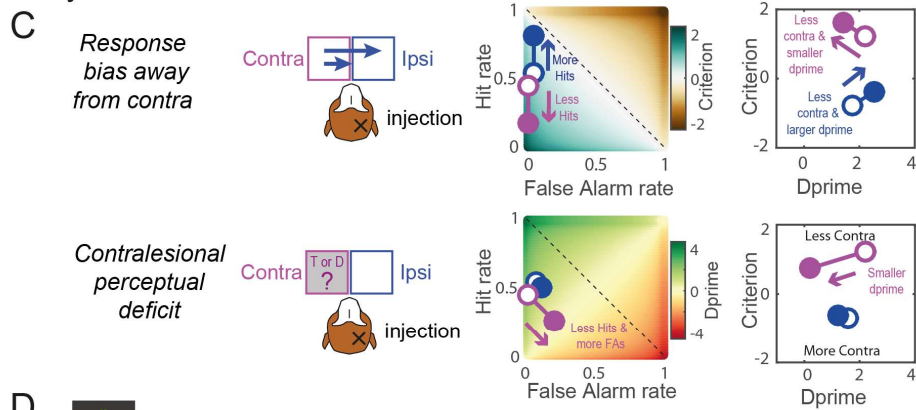 C
Response
bias away
from contra
Contra
Ipsi
injection
1
0.5
0
Hit rate
More
Hits
Less
Hits
0
0.5
1
False Alarm rate
2
0
-2
Criterion
2
0
-2
Criterion
Less
contra &
smaller
dprime
Less
contra &
larger dprime
0
2
4
Dprime
Contralesional
perceptual
deficit
Contra
T or D
?
Ipsi
injection
1
0.5
0
Hit rate
Less Hits &
more FAs
0
0.5
1
False Alarm rate
4
0
-4
Dprime
2
0
-2
Criterion
Less Contra
Smaller
dprime
More Contra
0
2
4
Dprime